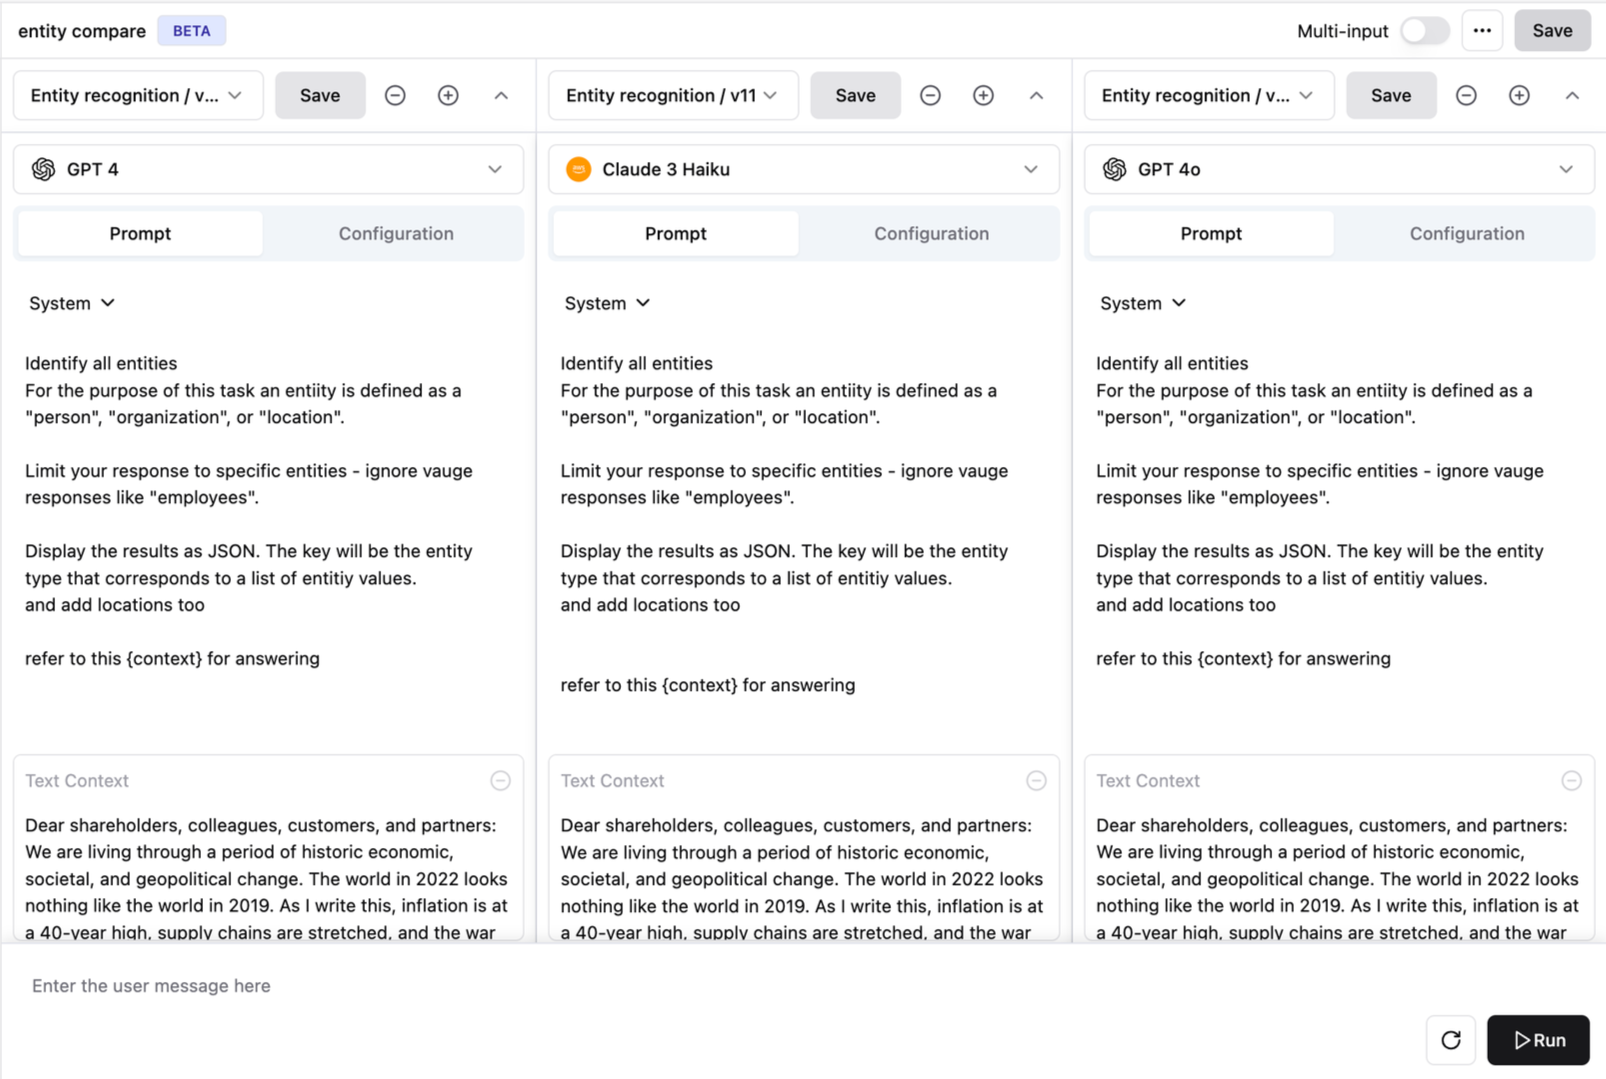 entity compare BETA Multi-input ... Save
Entity recognition / v... Save
Entity recognition / v11 Save
Entity recognition / v... Save
GPT 4
Claude 3 Haiku
GPT 4o
Prompt Configuration
Prompt Configuration
Prompt Configuration
System
Identify all entities
For the purpose of this task an entiity is defined as a
"person", "organization", or "location".
Limit your response to specific entities - ignore vauge
responses like "employees".
Display the results as JSON. The key will be the entity
type that corresponds to a list of entitiy values.
and add locations too
refer to this {context} for answering
Text Context
Dear shareholders, colleagues, customers, and partners:
We are living through a period of historic economic,
societal, and geopolitical change. The world in 2022 looks
nothing like the world in 2019. As I write this, inflation is at
a 40-year high, supply chains are stretched, and the war
System
Identify all entities
For the purpose of this task an entiity is defined as a
"person", "organization", or "location".
Limit your response to specific entities - ignore vauge
responses like "employees".
Display the results as JSON. The key will be the entity
type that corresponds to a list of entitiy values.
and add locations too
refer to this {context} for answering
Text Context
Dear shareholders, colleagues, customers, and partners:
We are living through a period of historic economic,
societal, and geopolitical change. The world in 2022 looks
nothing like the world in 2019. As I write this, inflation is at
a 40-year high, supply chains are stretched, and the war
System
Identify all entities
For the purpose of this task an entiity is defined as a
"person", "organization", or "location".
Limit your response to specific entities - ignore vauge
responses like "employees".
Display the results as JSON. The key will be the entity
type that corresponds to a list of entitiy values.
and add locations too
refer to this {context} for answering
Text Context
Dear shareholders, colleagues, customers, and partners:
We are living through a period of historic economic,
societal, and geopolitical change. The world in 2022 looks
nothing like the world in 2019. As I write this, inflation is at
a 40-year high, supply chains are stretched, and the war
Enter the user message here
Run